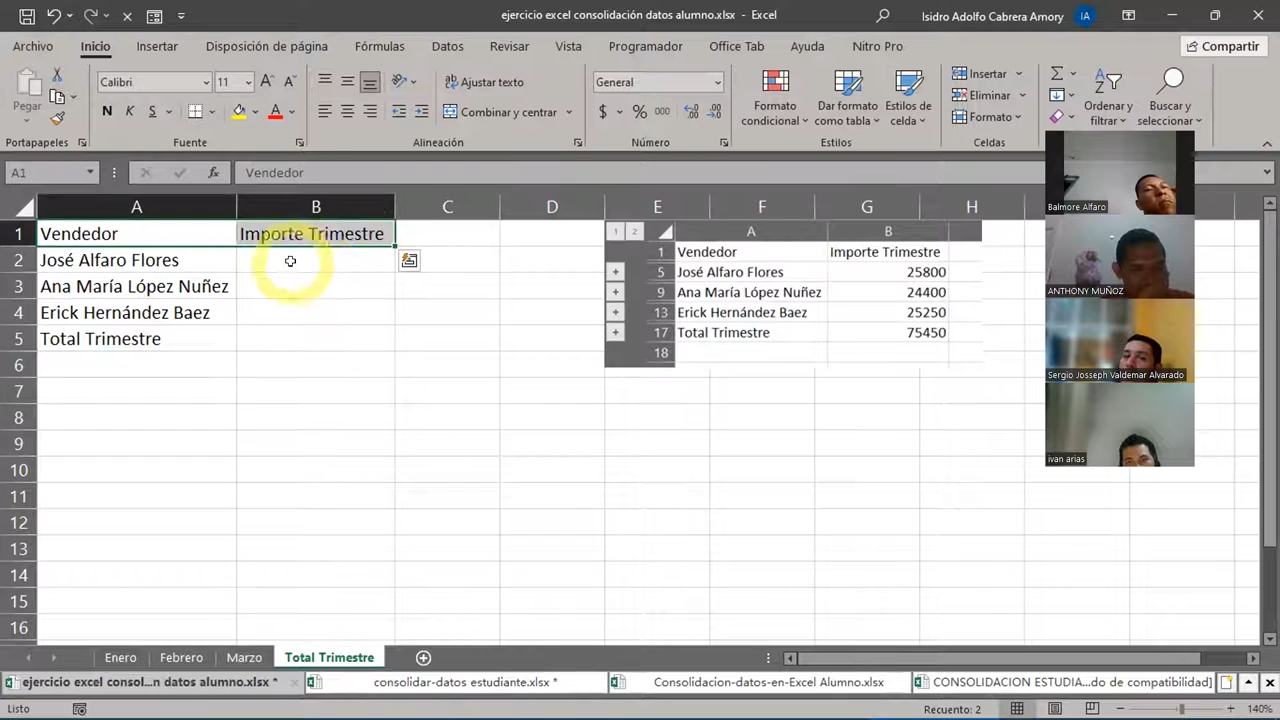 ejercicio excel consolidación datos alumno.xlsx - Excel
Isidro Adolfo Cabrera Amory
IA
Archivo Inicio Insertar Disposición de página Fórmulas Datos Revisar Vista Programador Office Tab Ayuda Nitro Pro Compartir
Pegar
Calibri 11
N K S
Ajustar texto
Combinar y centrar
General
$ % 000
Formato condicional
Dar formato como tabla
Estilos de celda
Insertar
Eliminar
Formato
Ordenar y filtrar
Buscar y seleccionar
Portapapeles Fuente Alineación Número Estilos Celdas
A1 fx Vendedor
A B C D E F G H
1 Vendedor Importe Trimestre
2 José Alfaro Flores
3 Ana María López Nuñez
4 Erick Hernández Baez
5 Total Trimestre
6
7
8
9
10
11
12
13
14
15
16
1 2 A B
1 Vendedor Importe Trimestre
5 José Alfaro Flores 25800
9 Ana María López Nuñez 24400
13 Erick Hernández Baez 25250
17 Total Trimestre 75450
18
Balmore Alfaro
ANTHONY MUÑOZ
Sergio Josseph Valdemar Alvarado
ivan arias
Enero Febrero Marzo Total Trimestre
ejercicio excel consol...n datos alumno.xlsx * consolidar-datos estudiante.xlsx * Consolidacion-datos-en-Excel Alumno.xlsx CONSOLIDACION ESTUDIA...do de compatibilidad]
Listo Recuento: 2 140%